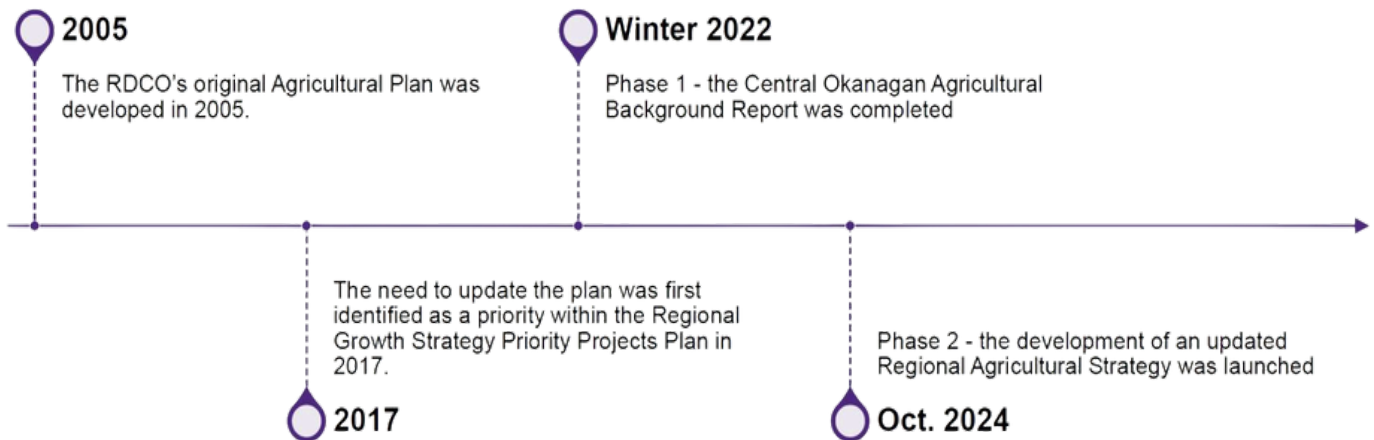 2005
The RDCO's original Agricultural Plan was
developed in 2005.
Winter 2022
Phase 1 - the Central Okanagan Agricultural
Background Report was completed
The need to update the plan was first
identified as a priority within the Regional
Growth Strategy Priority Projects Plan in
2017.
2017
Phase 2 - the development of an updated
Regional Agricultural Strategy was launched
Oct. 2024